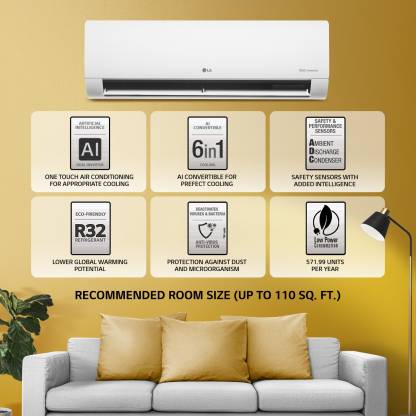 LG
DUAL Inverter
ARTIFICIAL
INTELLIGENCE
AI
DUAL INVERTER
ONE TOUCH AIR CONDITIONING
FOR APPROPRIATE COOLING
AI
CONVERTIBLE
6in1
COOLING
AI CONVERTIBLE FOR
PREFECT COOLING
SAFETY &
PERFORMANCE
SENSORS
AMBIENT
DISCHARGE
CONDENSER
SAFETY SENSORS WITH
ADDED INTELLIGENCE
ECO-FRIENDLY
R32
REFRIGERANT
LOWER GLOBAL WARMING
POTENTIAL
DEACTIVATES
VIRUSES & BACTERIA
ANTI-VIRUS
PROTECTION
PROTECTION AGAINST DUST
AND MICROORGANISM
Low Power
Consumption
571.99 UNITS
PER YEAR
RECOMMENDED ROOM SIZE (UP TO 110 SQ. FT.)